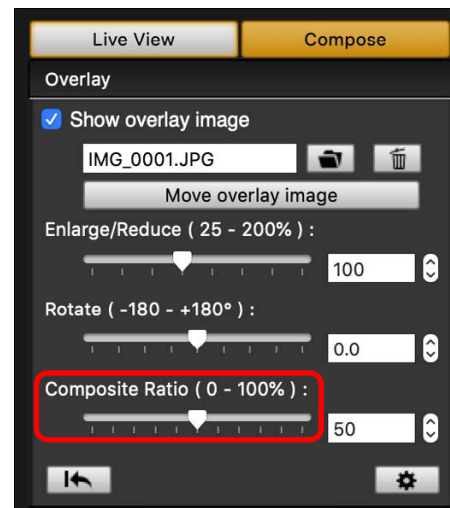 Live View Compose
Overlay
Show overlay image
IMG_0001.JPG
Move overlay image
Enlarge/Reduce ( 25 - 200% ) :
100
Rotate ( -180 - +180° ) :
0.0
Composite Ratio ( 0 - 100% ) :
50